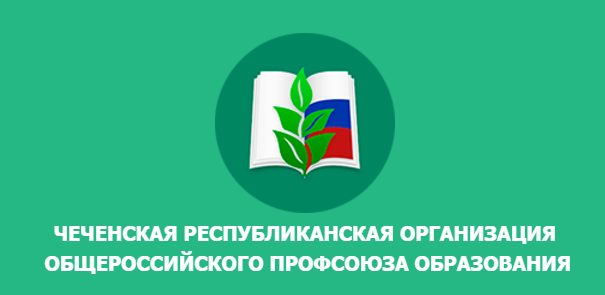 ЧЕЧЕНСКАЯ РЕСПУБЛИКАНСКАЯ ОРГАНИЗАЦИЯ
ОБЩЕРОССИЙСКОГО ПРОФСОЮЗА ОБРАЗОВАНИЯ